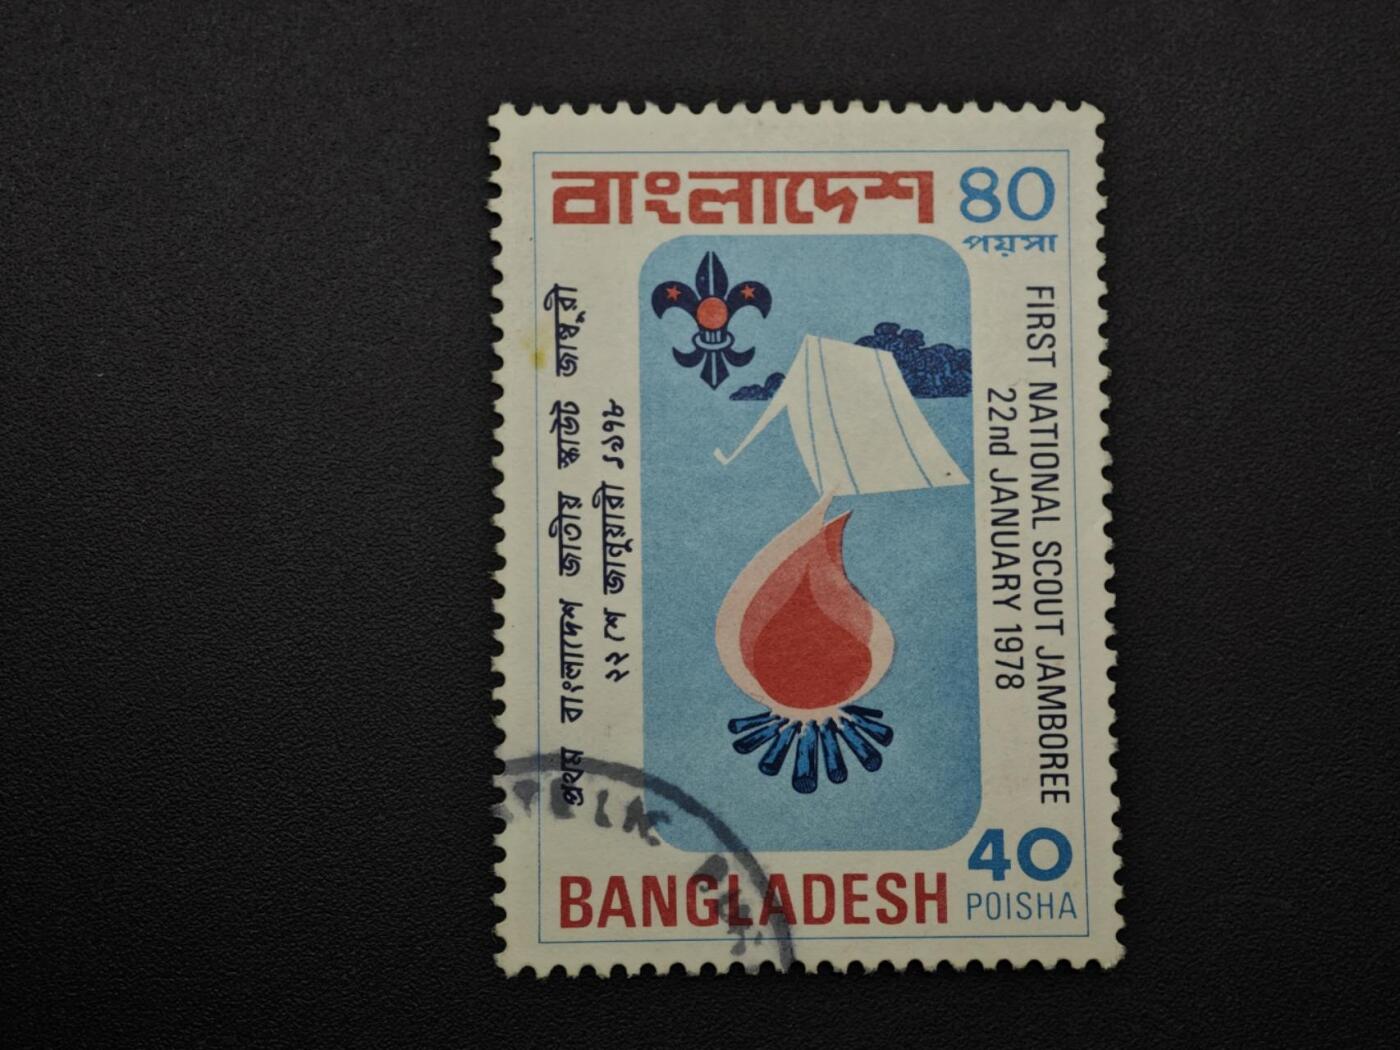 বাংলাদেশ
৪০
পয়সা
প্রথম বাংলাদেশ জাতীয় স্কাউট জাম্বুরী
২২শে জানুয়ারী ১৯৭৮
FIRST NATIONAL SCOUT JAMBOREE
22nd JANUARY 1978
BANGLADESH
40
POISHA